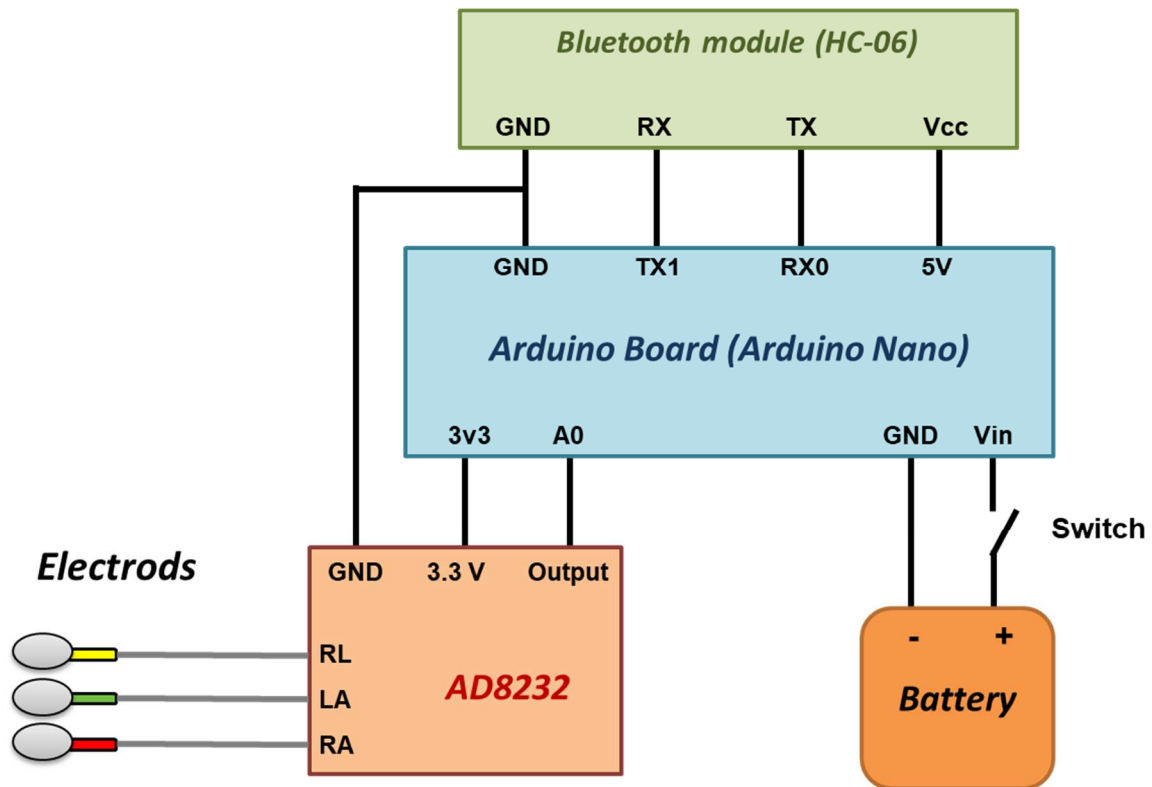 Bluetooth module (HC-06)
GND RX TX Vcc
GND TX1 RX0 5V
Arduino Board (Arduino Nano)
3v3 A0 GND Vin
Switch
Electrods
GND 3.3 V Output
RL
LA
RA
AD8232
- +
Battery